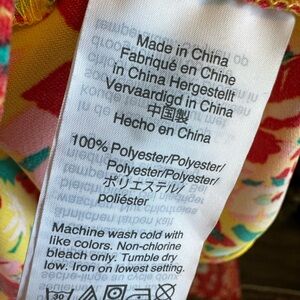 Made in China
Fabriqué en Chine
in China Hergestellt
Vervaardigd in China
中国製
Hecho en China
100% Polyester/Polyester/
Polyester/Polyester/
ポリエステル/
poliéster
Machine wash cold with
like colors. Non-chlorine
bleach only. Tumble dry
low. Iron on lowest setting.
30